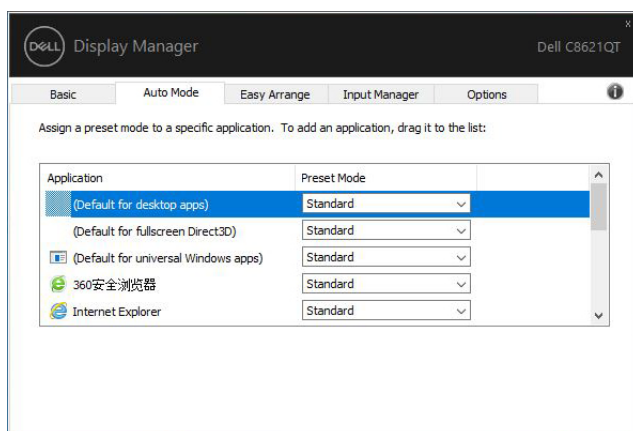 DELL Display Manager
Dell C8621QT
Basic Auto Mode Easy Arrange Input Manager Options
Assign a preset mode to a specific application. To add an application, drag it to the list:
Application Preset Mode
(Default for desktop apps) Standard
(Default for fullscreen Direct3D) Standard
(Default for universal Windows apps) Standard
360安全浏览器 Standard
Internet Explorer Standard